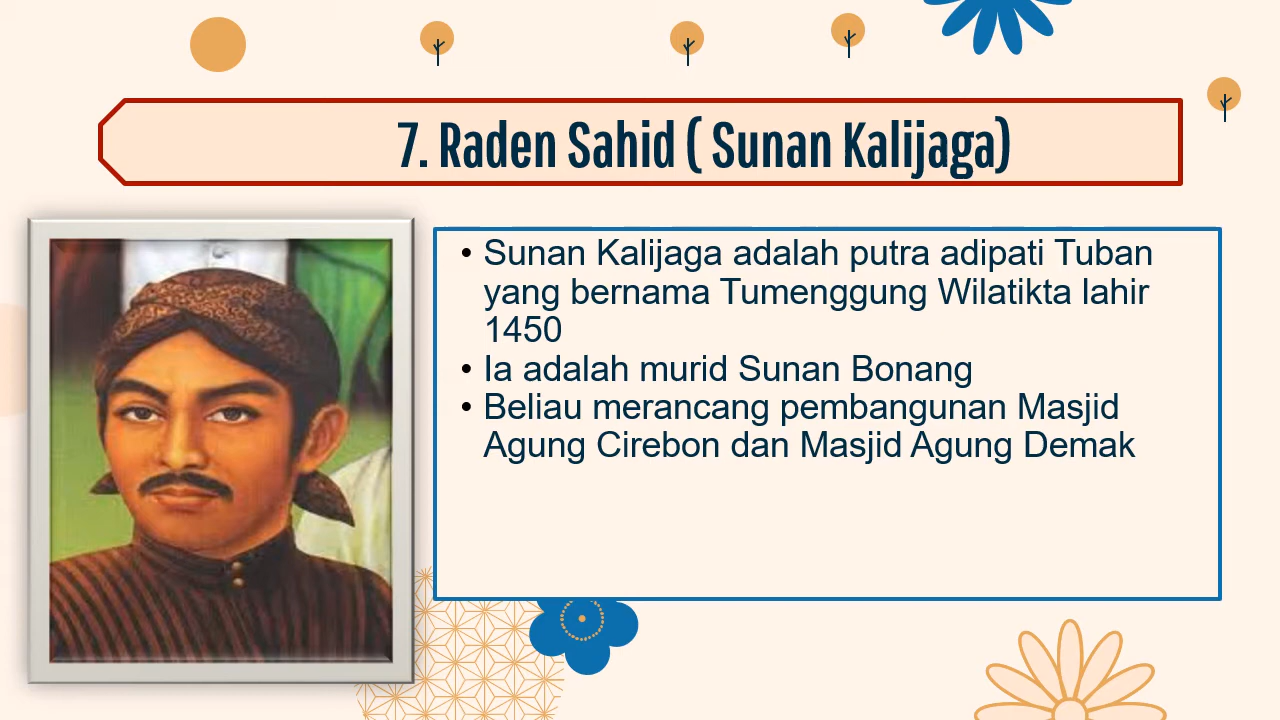 7. Raden Sahid ( Sunan Kalijaga)
• Sunan Kalijaga adalah putra adipati Tuban
yang bernama Tumenggung Wilatikta lahir
1450
• Ia adalah murid Sunan Bonang
• Beliau merancang pembangunan Masjid
Agung Cirebon dan Masjid Agung Demak